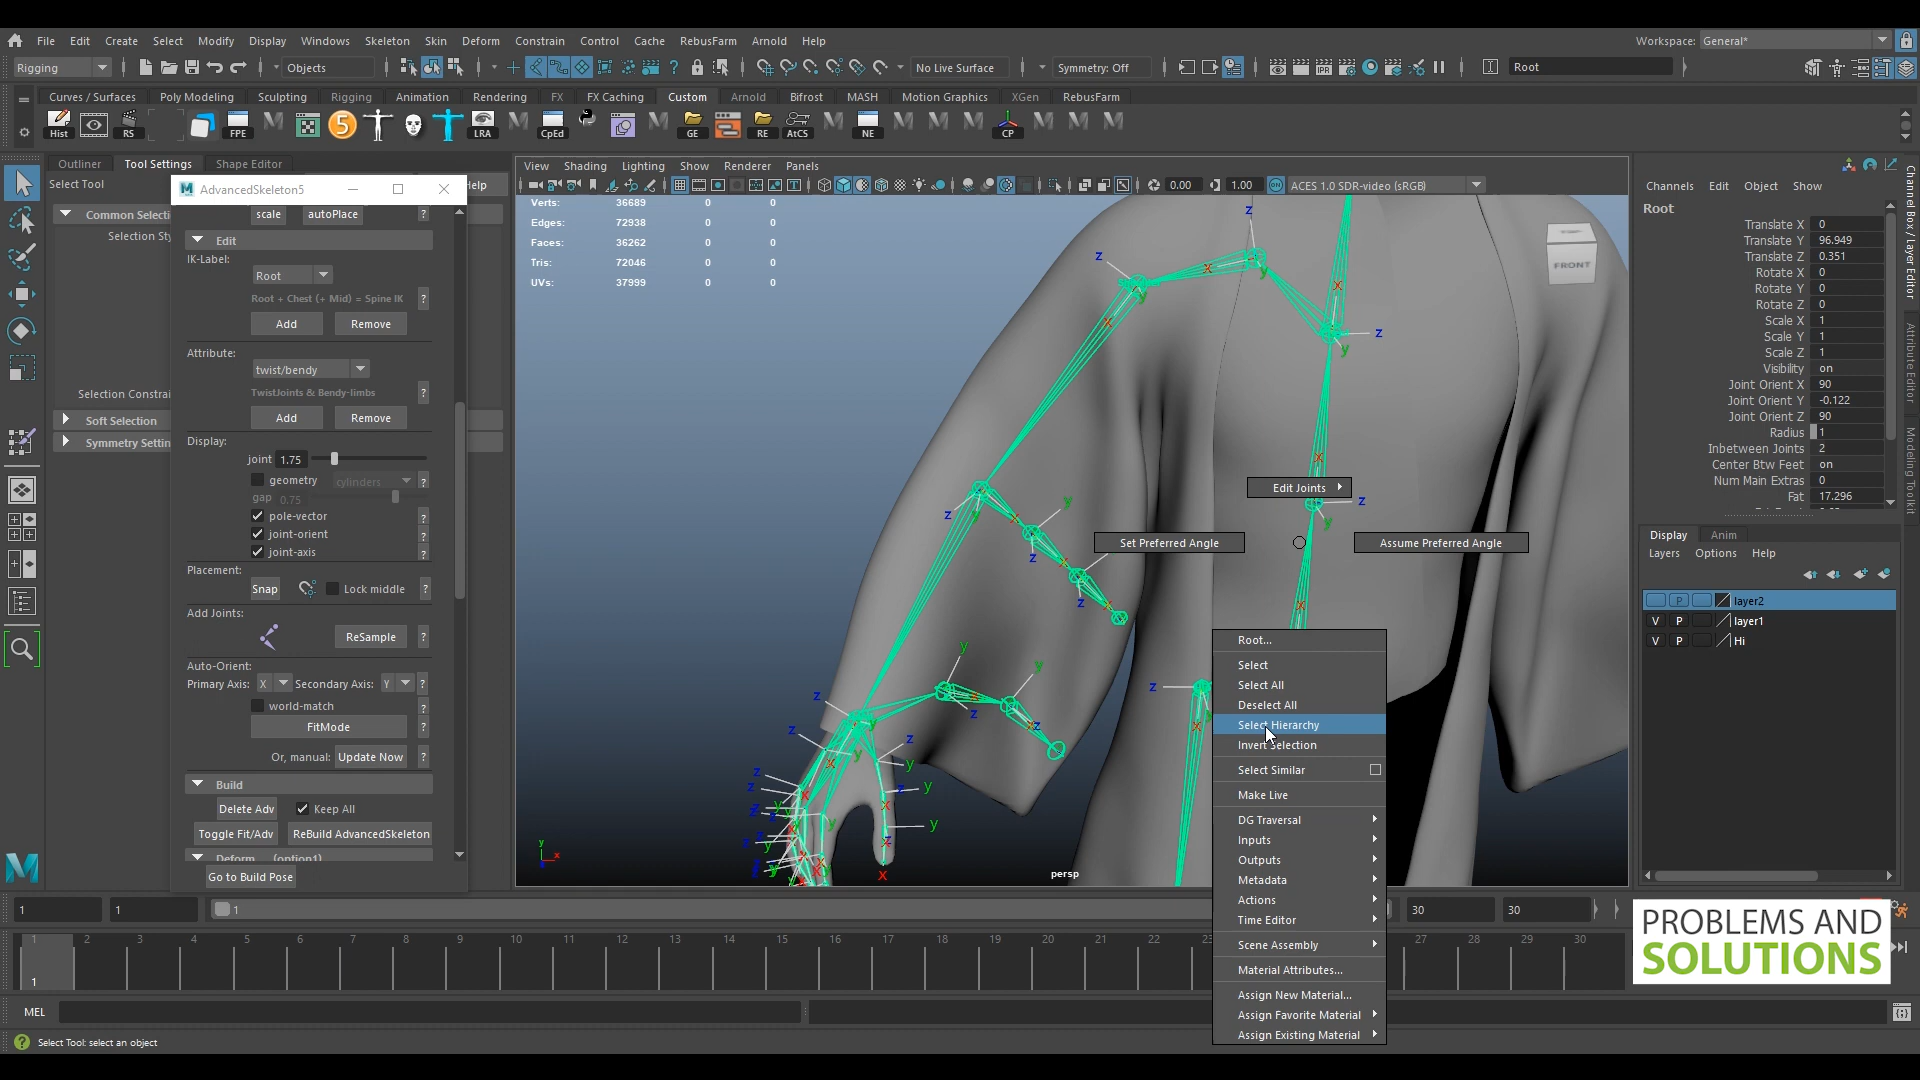 File Edit Create Select Modify Display Windows Skeleton Skin Deform Constrain Control Cache RebusFarm Arnold Help
Workspace: General*
Rigging
Objects
No Live Surface
Symmetry: Off
Root
Curves / Surfaces Poly Modeling Sculpting Rigging Animation Rendering FX FX Caching Custom Arnold Bifrost MASH Motion Graphics XGen RebusFarm
Hist RS FPE 5 LRA CpEd GE RE AtCS NE CP
Outliner Tool Settings Shape Editor
Select Tool
Help
Common Selecti
Selection Sty
Selection Constrai
Soft Selection
Symmetry Settin
AdvancedSkeleton5
scale autoPlace ?
Edit
IK-Label:
Root
Root + Chest (+ Mid) = Spine IK ?
Add Remove
Attribute:
twist/bendy
TwistJoints & Bendy-limbs ?
Add Remove
Display:
joint 1.75
geometry cylinders ?
gap 0.75
pole-vector ?
joint-orient ?
joint-axis ?
Placement:
Snap Lock middle ?
Add Joints:
ReSample ?
Auto-Orient:
Primary Axis: X Secondary Axis: Y ?
world-match ?
FitMode ?
Or, manual: Update Now ?
Build
Delete Adv Keep All
Toggle Fit/Adv ReBuild AdvancedSkeleton
Deform (option1)
Go to Build Pose
View Shading Lighting Show Renderer Panels
0.00 1.00 ACES 1.0 SDR-video (sRGB)
Verts: 36689 0 0
Edges: 72938 0 0
Faces: 36262 0 0
Tris: 72046 0 0
UVs: 37999 0 0
FRONT
Edit Joints
Set Preferred Angle
Assume Preferred Angle
Root...
Select
Select All
Deselect All
Select Hierarchy
Invert Selection
Select Similar
Make Live
DG Traversal
Inputs
Outputs
Metadata
Actions
Time Editor
Scene Assembly
Material Attributes...
Assign New Material...
Assign Favorite Material
Assign Existing Material
persp
Channels Edit Object Show
Root
Translate X 0
Translate Y 96.949
Translate Z 0.351
Rotate X 0
Rotate Y 0
Rotate Z 0
Scale X 1
Scale Y 1
Scale Z 1
Visibility on
Joint Orient X 90
Joint Orient Y -0.122
Joint Orient Z 90
Radius 1
Inbetween Joints 2
Center Btw Feet on
Num Main Extras 0
Fat 17.296
Display Anim
Layers Options Help
P layer2
V P layer1
V P Hi
Channel Box / Layer Editor
Attribute Editor
Modeling Toolkit
1 1 1 30 30
1 2 3 4 5 6 7 8 9 10 11 12 13 14 15 16 17 18 19 20 21 22 23 27 28 29 30
1
PROBLEMS AND
SOLUTIONS
MEL
Select Tool: select an object